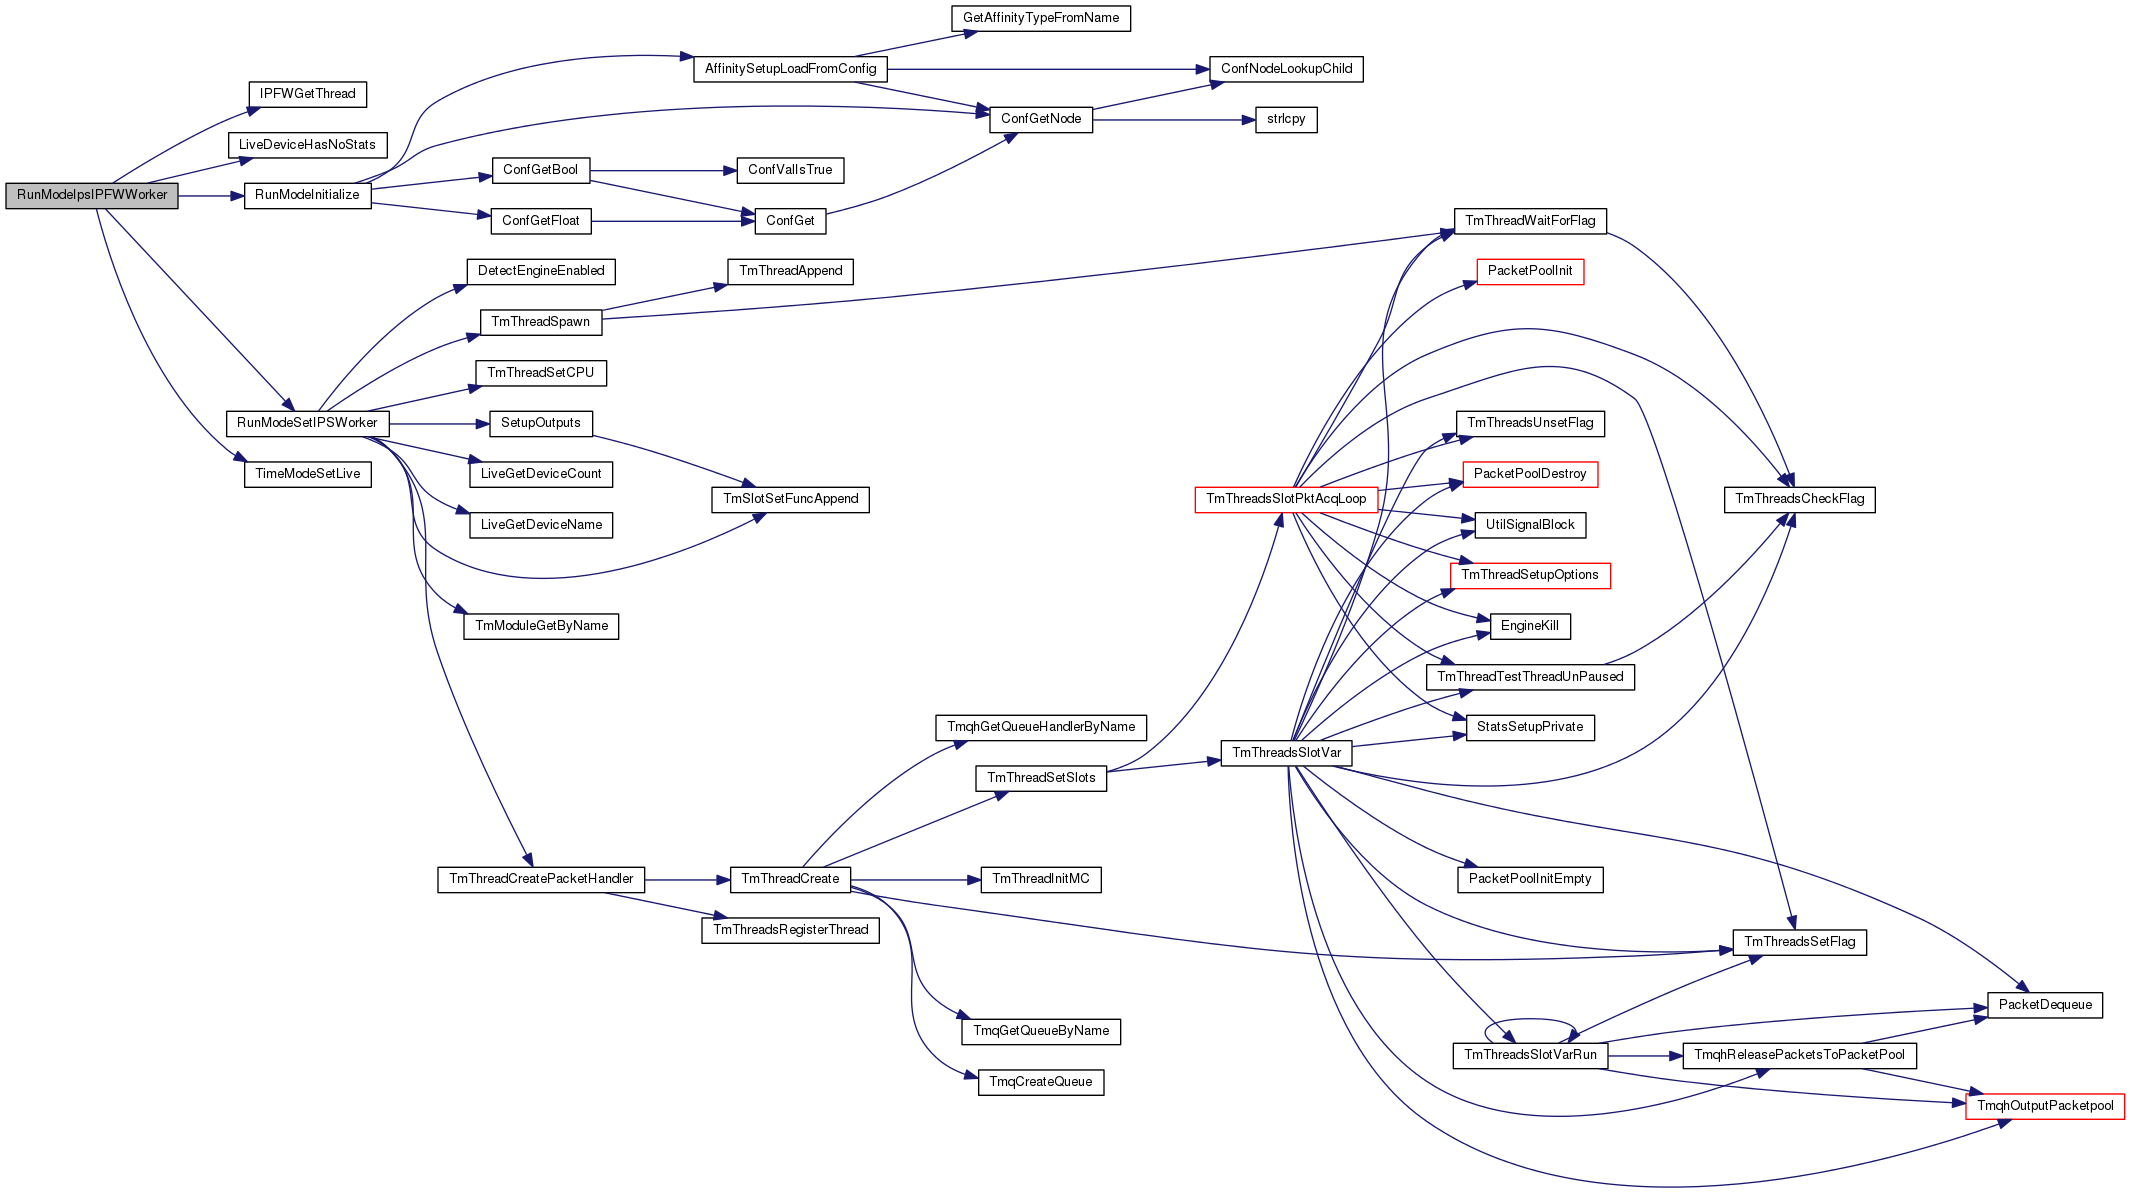 GetAffinityTypeFromName
AffinitySetupLoadFromConfig
ConfNodeLookupChild
IPFWGetThread
ConfGetNode
strlcpy
LiveDeviceHasNoStats
ConfGetBool
ConfValIsTrue
RunModeIpsIPFWWorker
RunModeInitialize
ConfGetFloat
ConfGet
TmThreadWaitForFlag
DetectEngineEnabled
TmThreadAppend
PacketPoolInit
TmThreadSpawn
TmThreadSetCPU
RunModeSetIPSWorker
SetupOutputs
TmThreadsUnsetFlag
TimeModeSetLive
LiveGetDeviceCount
PacketPoolDestroy
TmSlotSetFuncAppend
TmThreadsSlotPktAcqLoop
TmThreadsCheckFlag
LiveGetDeviceName
UtilSignalBlock
TmThreadSetupOptions
TmModuleGetByName
EngineKill
TmThreadTestThreadUnPaused
TmqhGetQueueHandlerByName
StatsSetupPrivate
TmThreadsSlotVar
TmThreadSetSlots
TmThreadCreatePacketHandler
TmThreadCreate
TmThreadInitMC
PacketPoolInitEmpty
TmThreadsRegisterThread
TmThreadsSetFlag
PacketDequeue
TmqGetQueueByName
TmThreadsSlotVarRun
TmqhReleasePacketsToPacketPool
TmqCreateQueue
TmqhOutputPacketpool